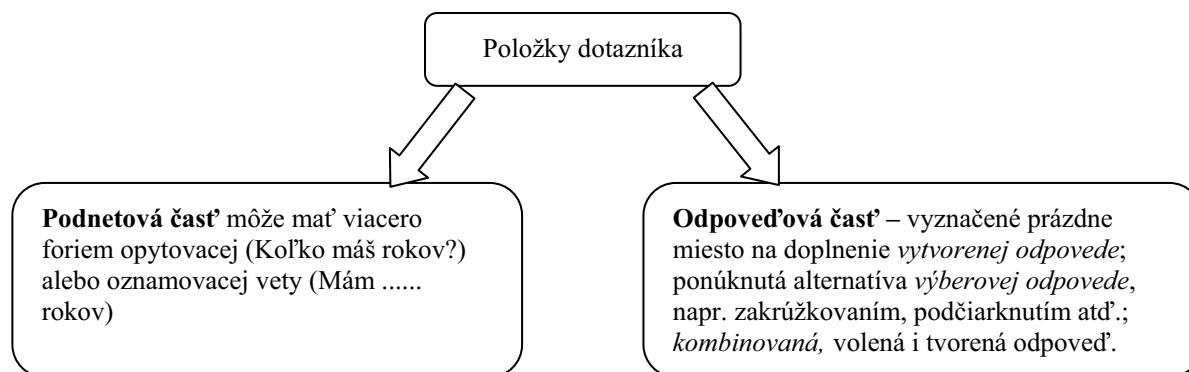 Položky dotazníka
Podnetová časť môže mať viacero
foriem opytovacej (Koľko máš rokov?)
alebo oznamovacej vety (Mám ......
rokov)
Odpoveďová časť – vyznačené prázdne
miesto na doplnenie vytvorenej odpovede;
ponúknutá alternatíva výberovej odpovede,
napr. zakrúžkovaním, podčiarknutím atď.;
kombinovaná, volená i tvorená odpoveď.